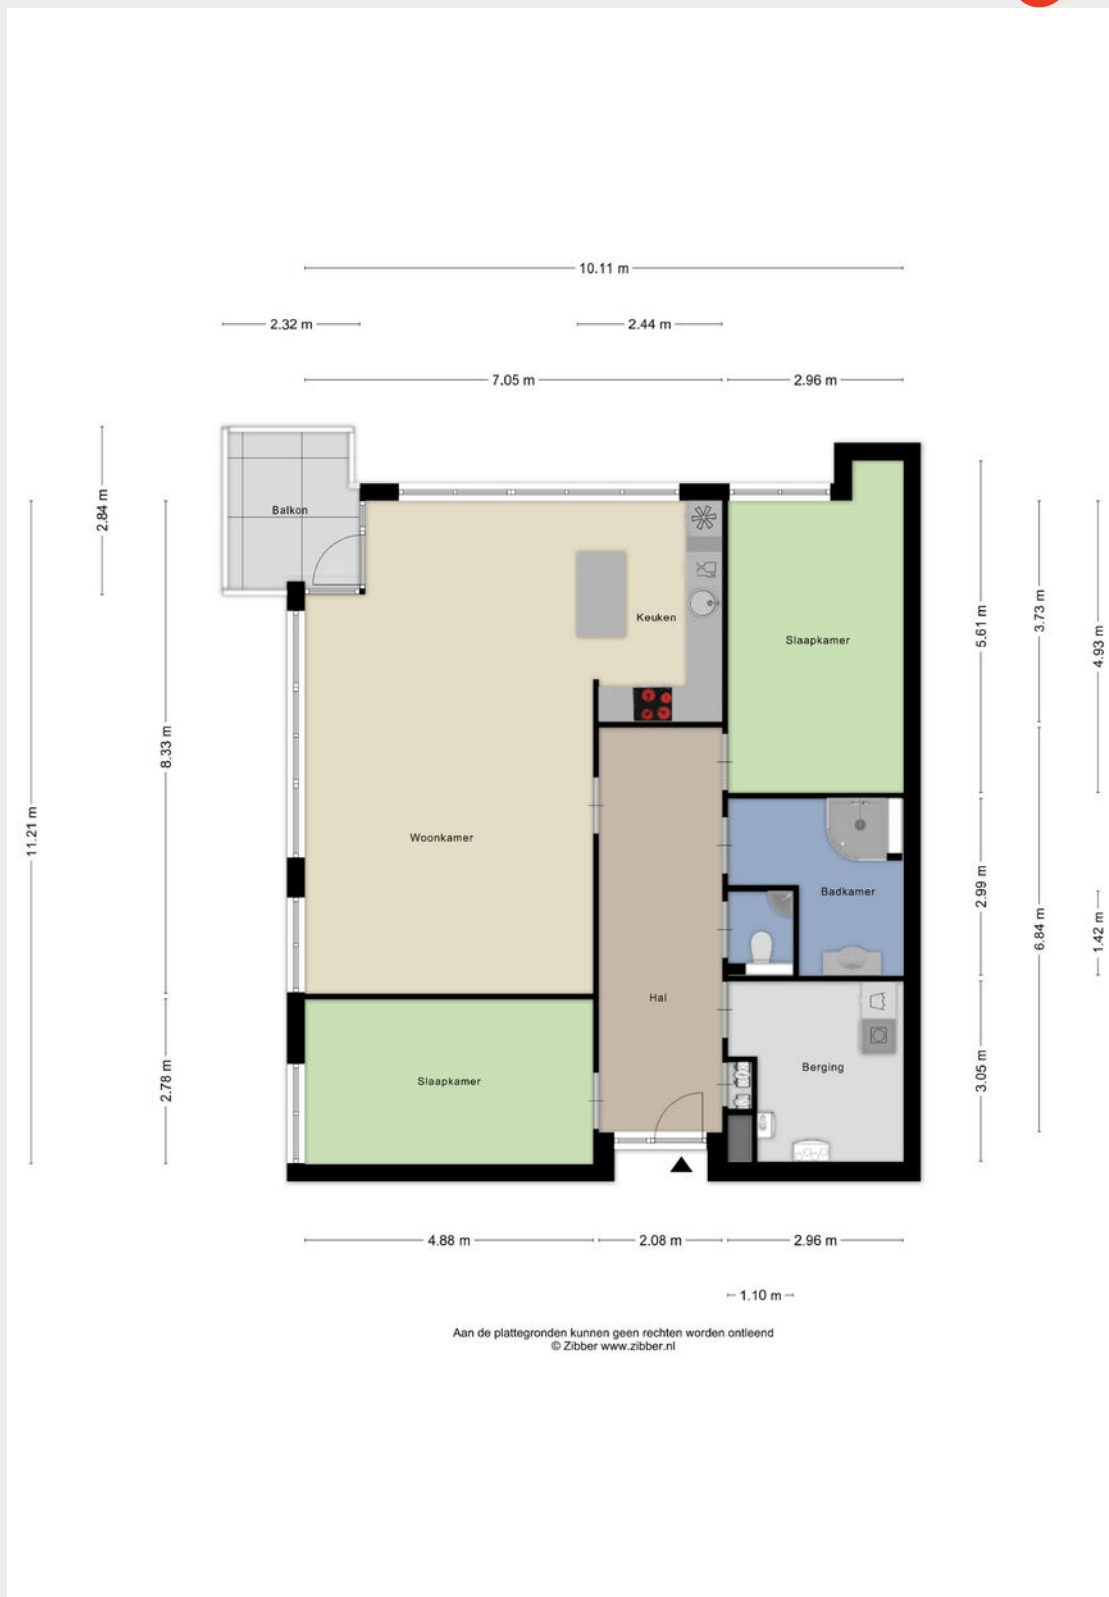 10.11 m
2.32 m
2.44 m
7.05 m
2.96 m
2.84 m
11.21 m
8.33 m
2.78 m
Balkon
Keuken
Slaapkamer
Woonkamer
Badkamer
Hal
Slaapkamer
Berging
5.61 m
3.73 m
4.93 m
2.99 m
6.84 m
1.42 m
3.05 m
4.88 m
2.08 m
2.96 m
1.10 m
Aan de plattegronden kunnen geen rechten worden ontleend
© Zibber www.zibber.nl